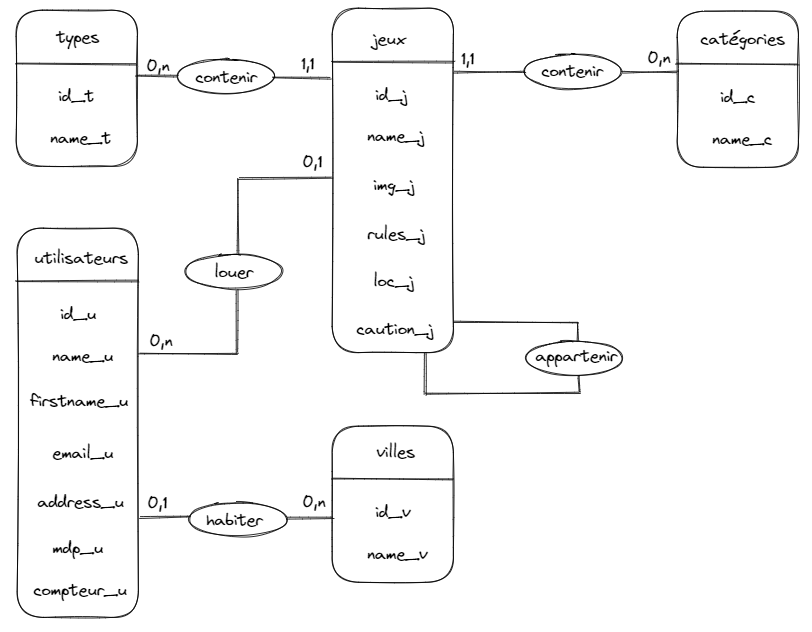 types
id_t
name_t
0,n
contenir
1,1
jeux
id_j
name_j
img_j
rules_j
loc_j
caution_j
1,1
contenir
0,n
catégories
id_c
name_c
0,1
louer
0,n
appartenir
utilisateurs
id_u
name_u
firstname_u
email_u
address_u
mdp_u
compteur_u
0,1
habiter
0,n
villes
id_v
name_v